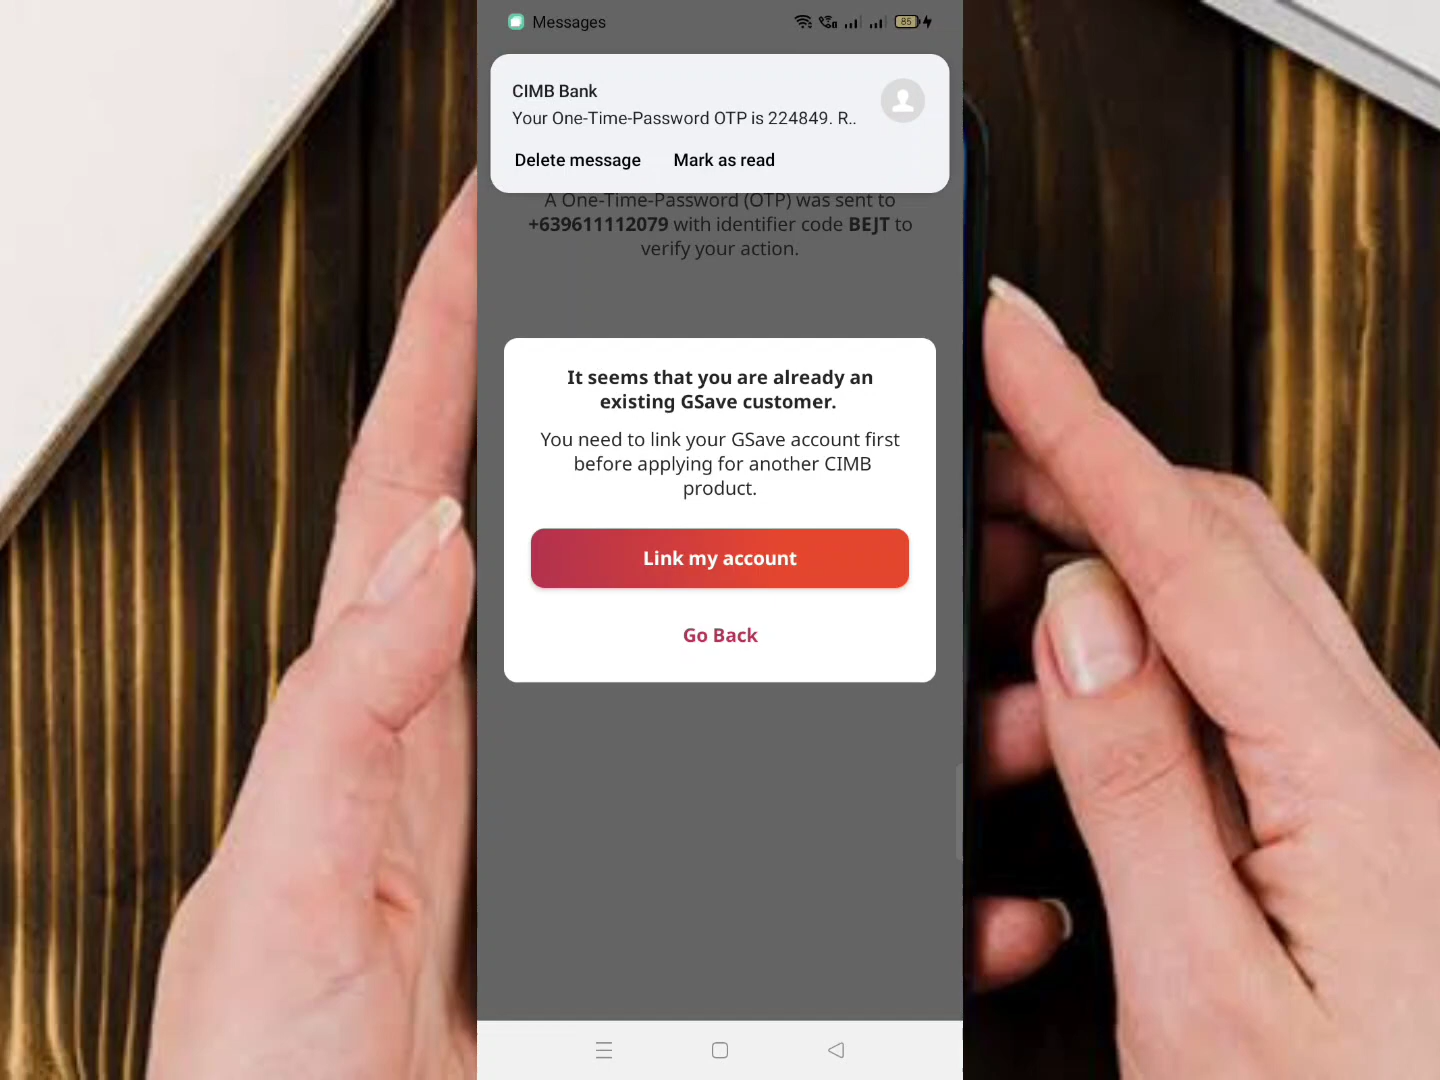 Messages
85
CIMB Bank
Your One-Time-Password OTP is 224849. R..
Delete message Mark as read
A One-Time-Password (OTP) was sent to
+639611112079 with identifier code BEJT to
verify your action.
It seems that you are already an
existing GSave customer.
You need to link your GSave account first
before applying for another CIMB
product.
Link my account
Go Back